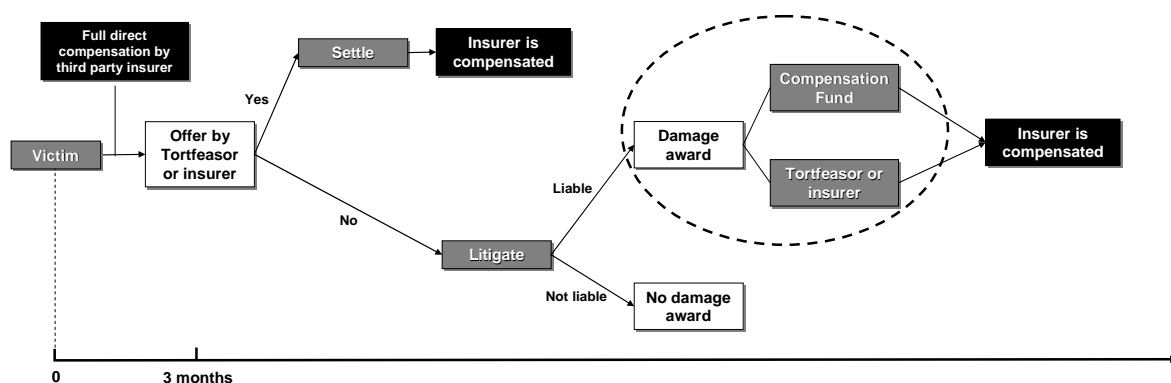 Full direct
compensation by
third party insurer
Settle
Insurer is
compensated
Yes
Victim
Offer by
Tortfeasor
or insurer
No
Litigate
Liable
Not liable
Damage
award
Compensation
Fund
Tortfeasor or
insurer
Insurer is
compensated
No damage
award
0
3 months